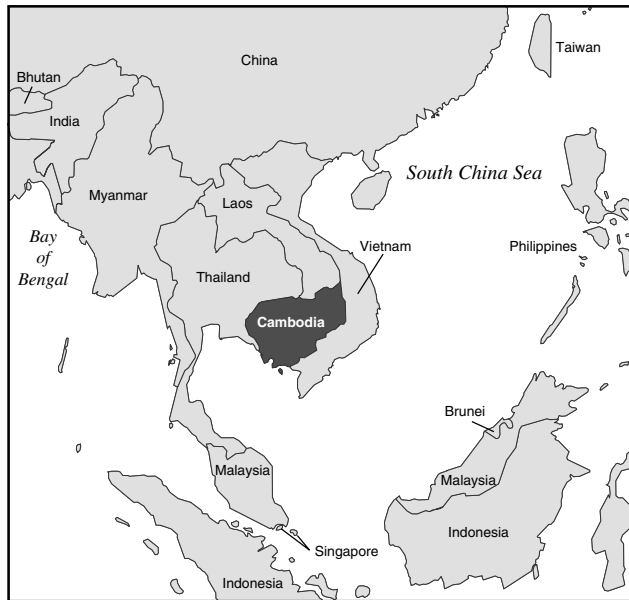 China
Taiwan
Bhutan
India
South China Sea
Myanmar
Laos
Bay
of
Bengal
Vietnam
Philippines
Thailand
Cambodia
Brunei
Malaysia
Malaysia
Indonesia
Singapore
Indonesia